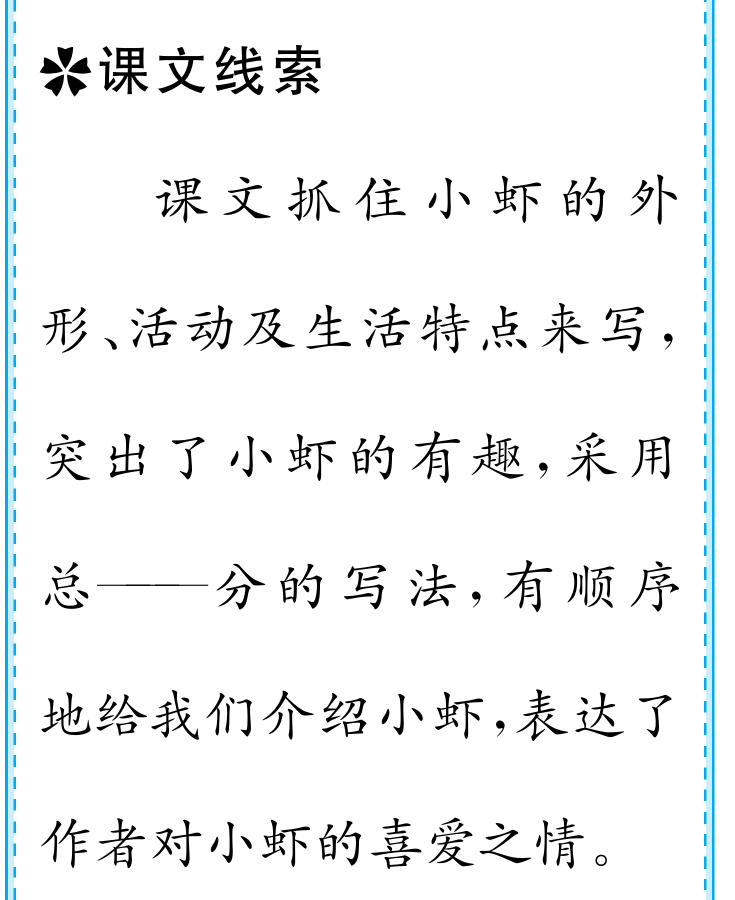 课文线索
课文抓住小虾的外
形、活动及生活特点来写，
突出了小虾的有趣，采用
总——分的写法，有顺序
地给我们介绍小虾，表达了
作者对小虾的喜爱之情。